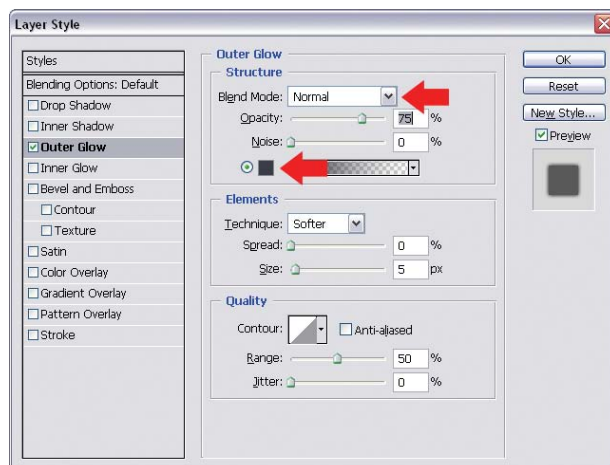 Layer Style
Styles
Blending Options: Default
Drop Shadow
Inner Shadow
Outer Glow
Inner Glow
Bevel and Emboss
Contour
Texture
Satin
Color Overlay
Gradient Overlay
Pattern Overlay
Stroke
Outer Glow
Structure
Blend Mode: Normal
Opacity: 75 %
Noise: 0 %
Elements
Technique: Softer
Spread: 0 %
Size: 5 px
Quality
Contour: Anti-aliased
Range: 50 %
Jitter: 0 %
OK
Reset
New Style...
Preview